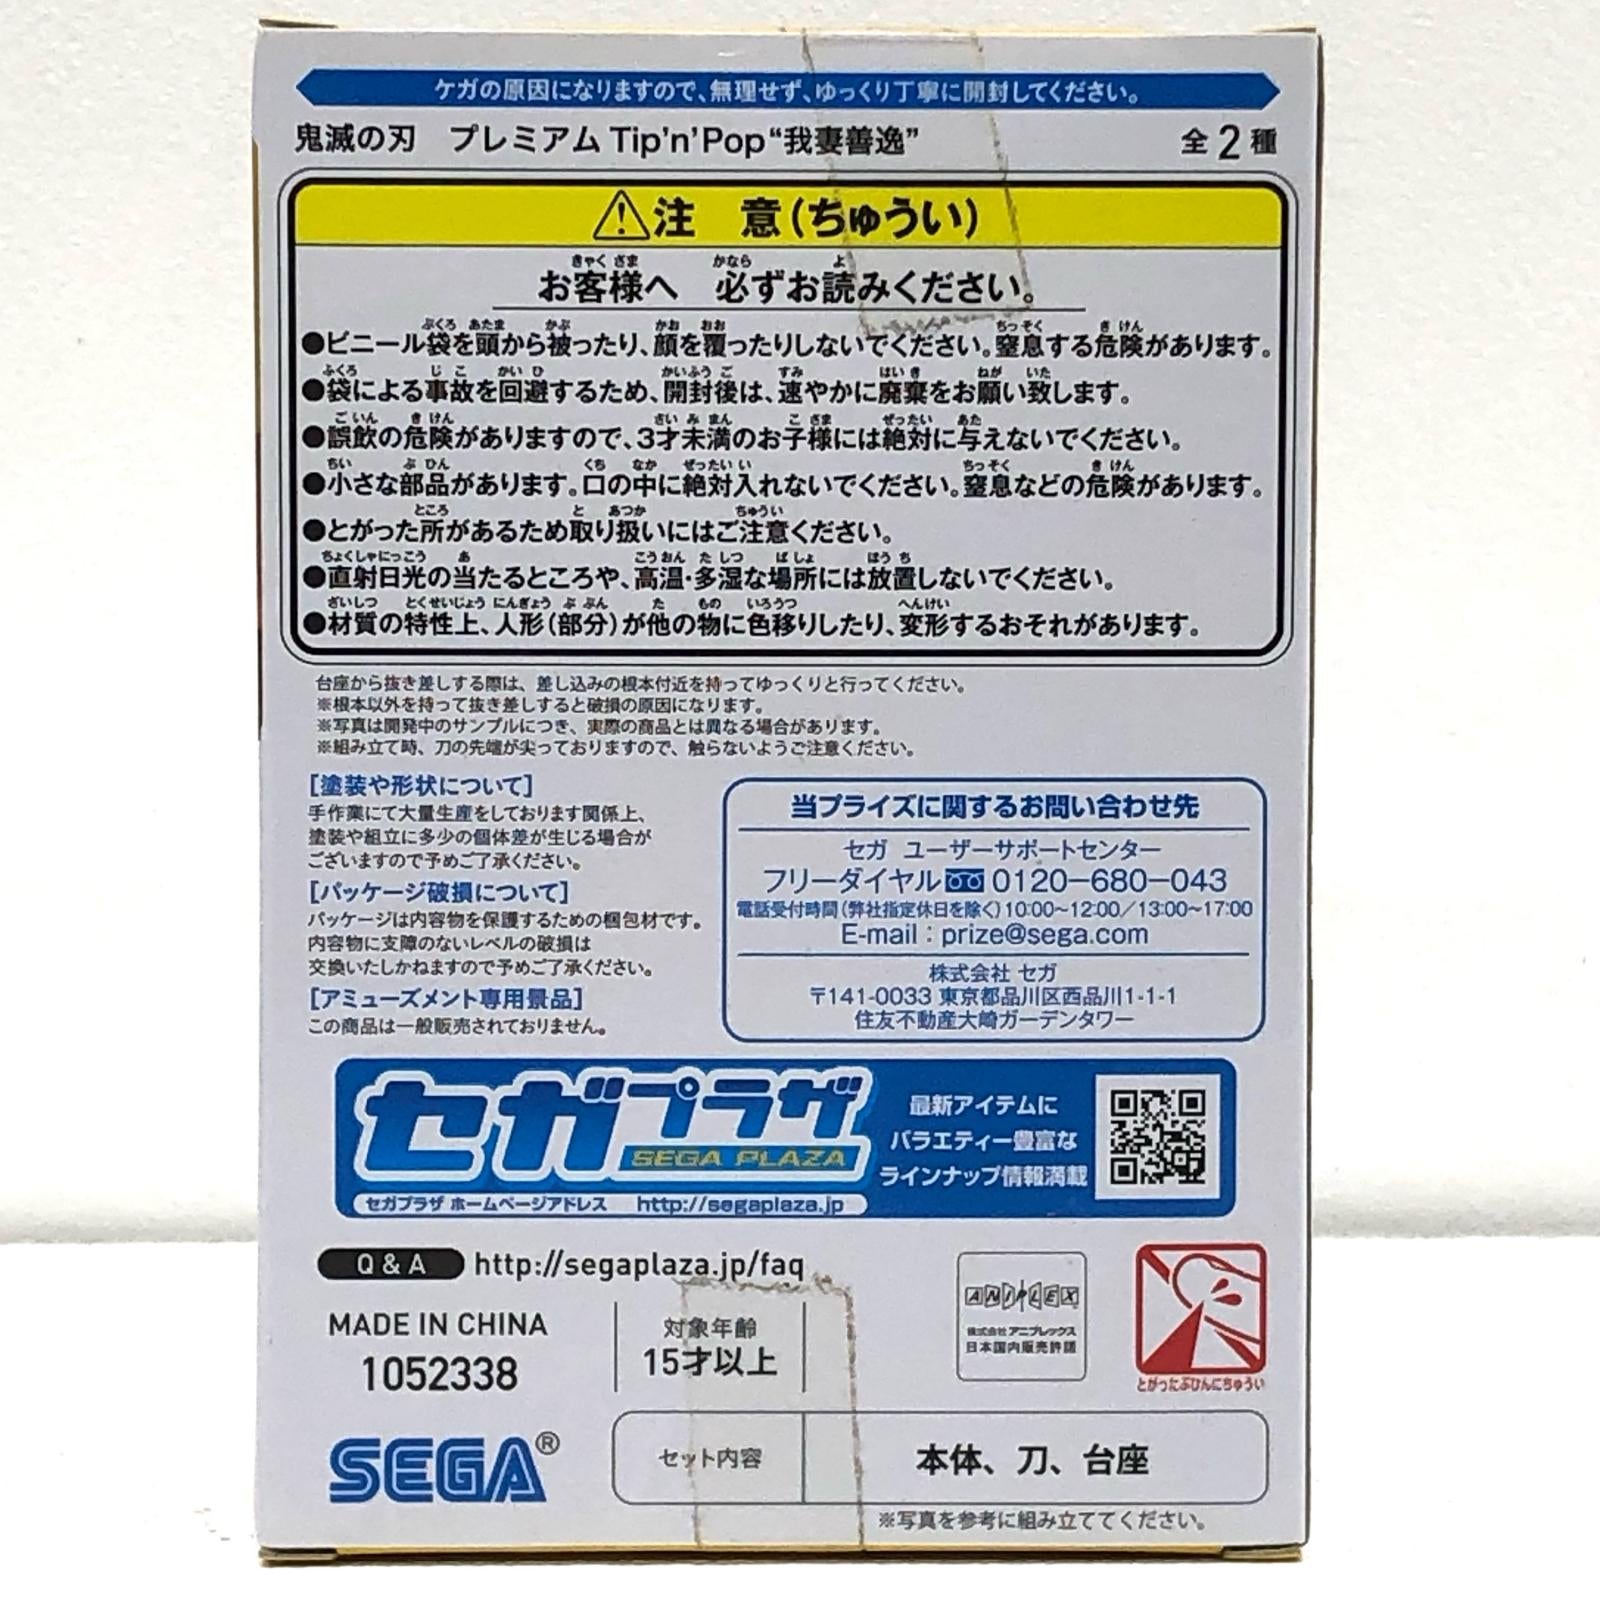 ケガの原因になりますので、無理せず、ゆっくり丁寧に開封してください。
鬼滅の刃　プレミアム Tip'n'Pop“我妻善逸”　全2種
注　意(ちゅうい)
お客様へ　必ずお読みください。
●ビニール袋を頭から被ったり、顔を覆ったりしないでください。窒息する危険があります。
●袋による事故を回避するため、開封後は、速やかに廃棄をお願い致します。
●誤飲の危険がありますので、3才未満のお子様には絶対に与えないでください。
●小さな部品があります。口の中に絶対入れないでください。窒息などの危険があります。
●とがった所があるため取り扱いにはご注意ください。
●直射日光の当たるところや、高温・多湿な場所には放置しないでください。
●材質の特性上、人形(部分)が他の物に色移りしたり、変形するおそれがあります。
台座から抜き差しする際は、差し込みの根本付近を持ってゆっくりと行ってください。
※根本以外を持って抜き差しすると破損の原因になります。
※写真は開発中のサンプルにつき、実際の商品とは異なる場合があります。
※組み立て時、刀の先端が尖っておりますので、触らないようご注意ください。
[塗装や形状について]
手作業にて大量生産をしております関係上、
塗装や組立に多少の個体差が生じる場合が
ございますので予めご了承ください。
[パッケージ破損について]
パッケージは内容物を保護するための梱包材です。
内容物に支障のないレベルの破損は
交換いたしかねますので予めご了承ください。
[アミューズメント専用景品]
この商品は一般販売されておりません。
当プライズに関するお問い合わせ先
セガ　ユーザーサポートセンター
フリーダイヤル 0120-680-043
電話受付時間(弊社指定休日を除く)10:00~12:00/13:00~17:00
E-mail：prize@sega.com
株式会社 セガ
〒141-0033 東京都品川区西品川1-1-1
住友不動産大崎ガーデンタワー
セガプラザ
SEGA PLAZA
セガプラザ ホームページアドレス　http://segaplaza.jp
最新アイテムに
バラエティー豊富な
ラインナップ情報満載
Q & A http://segaplaza.jp/faq
MADE IN CHINA
1052338
対象年齢
15才以上
ANIPLEX
株式会社アニプレックス
日本国内販売許諾
とがったぶひんにちゅうい
SEGA®
セット内容　本体、刀、台座
※写真を参考に組み立ててください。